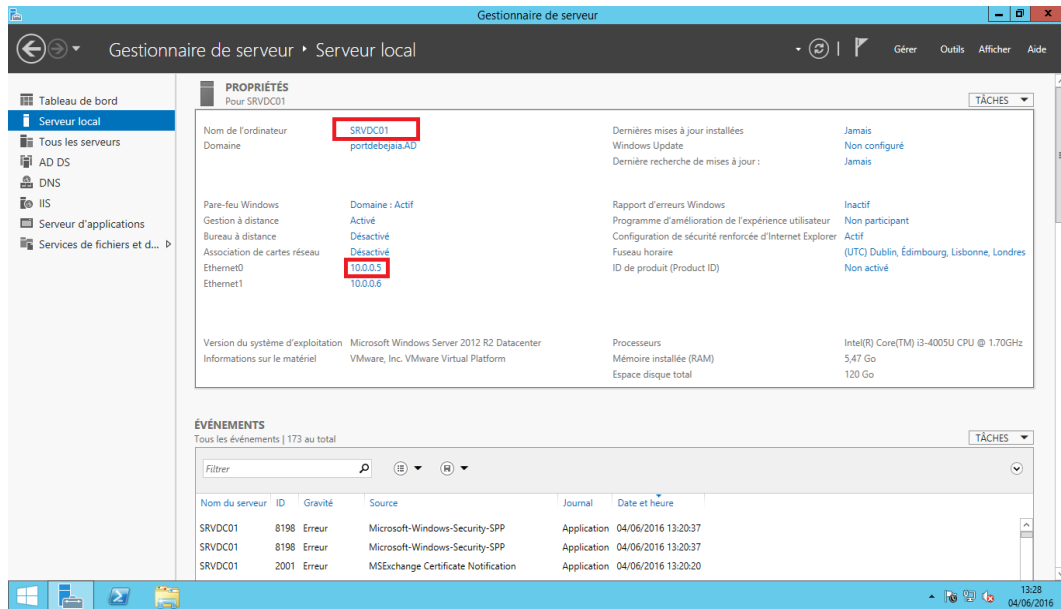 Gestionnaire de serveur
Gestionnaire de serveur ‣ Serveur local
Gérer Outils Afficher Aide
Tableau de bord
Serveur local
Tous les serveurs
AD DS
DNS
IIS
Serveur d'applications
Services de fichiers et d...
PROPRIÉTÉS
Pour SRVDC01
TÂCHES
Nom de l'ordinateur SRVDC01 Dernières mises à jour installées Jamais
Domaine portdebejaia.AD Windows Update Non configuré
Dernière recherche de mises à jour : Jamais
Pare-feu Windows Domaine : Actif Rapport d'erreurs Windows Inactif
Gestion à distance Activé Programme d'amélioration de l'expérience utilisateur Non participant
Bureau à distance Désactivé Configuration de sécurité renforcée d'Internet Explorer Actif
Association de cartes réseau Désactivé Fuseau horaire (UTC) Dublin, Édimbourg, Lisbonne, Londres
Ethernet0 10.0.0.5 ID de produit (Product ID) Non activé
Ethernet1 10.0.0.6
Version du système d'exploitation Microsoft Windows Server 2012 R2 Datacenter Processeurs Intel(R) Core(TM) i3-4005U CPU @ 1.70GHz
Informations sur le matériel VMware, Inc. VMware Virtual Platform Mémoire installée (RAM) 5,47 Go
Espace disque total 120 Go
ÉVÉNEMENTS
Tous les événements | 173 au total
TÂCHES
Filtrer
Nom du serveur ID Gravité Source Journal Date et heure
SRVDC01 8198 Erreur Microsoft-Windows-Security-SPP Application 04/06/2016 13:20:37
SRVDC01 8198 Erreur Microsoft-Windows-Security-SPP Application 04/06/2016 13:20:37
SRVDC01 2001 Erreur MSExchange Certificate Notification Application 04/06/2016 13:20:20
13:28
04/06/2016